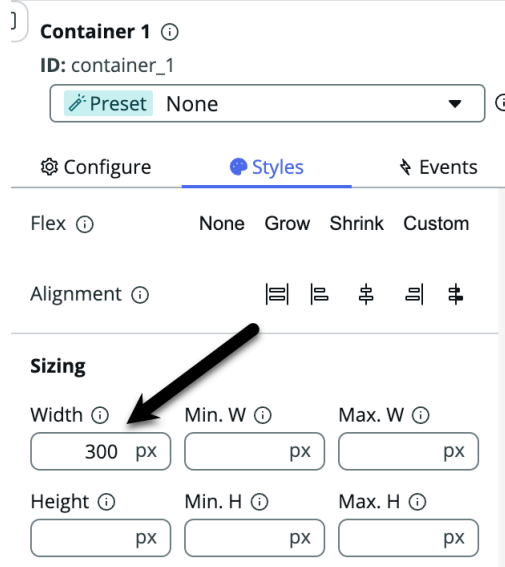 Container 1
ID: container_1
Preset None
Configure Styles Events
Flex None Grow Shrink Custom
Alignment
Sizing
Width Min. W Max. W
300 px px px
Height Min. H Max. H
px px px